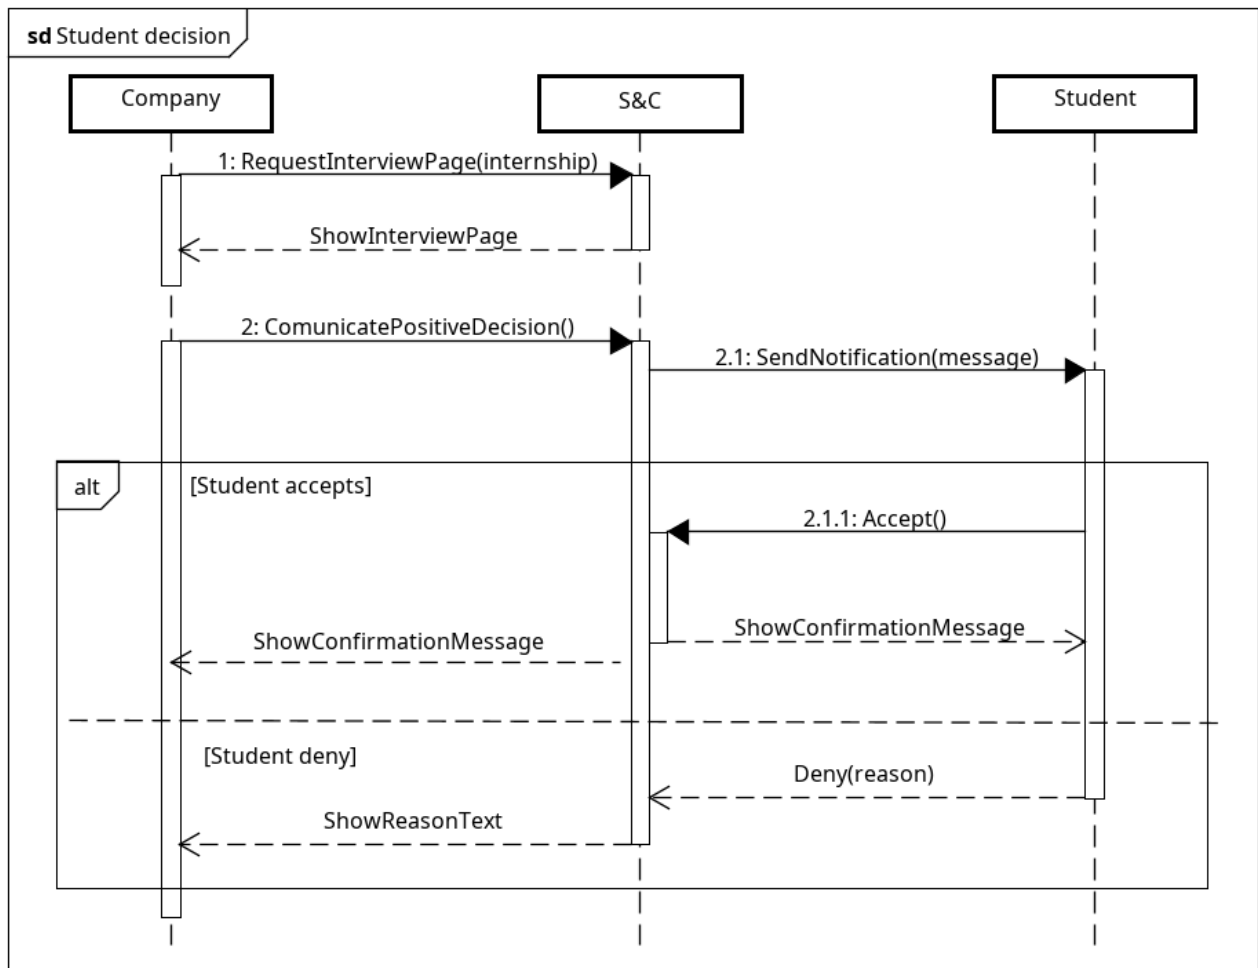 sd Student decision
Company
S&C
Student
1: RequestInterviewPage(internship)
ShowInterviewPage
2: ComunicatePositiveDecision()
2.1: SendNotification(message)
alt
[Student accepts]
2.1.1: Accept()
ShowConfirmationMessage
ShowConfirmationMessage
[Student deny]
Deny(reason)
ShowReasonText